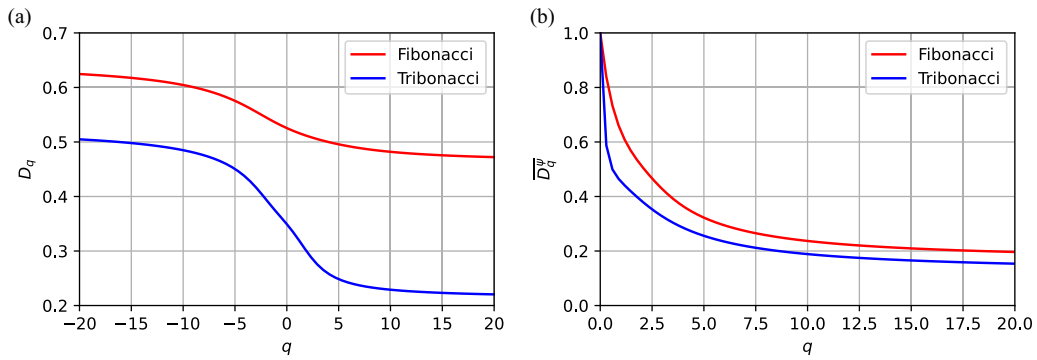 (a)
0.7
0.6
0.5
0.4
0.3
0.2
D_q
−20 −15 −10 −5 0 5 10 15 20
q
Fibonacci
Tribonacci
(b)
1.0
0.8
0.6
0.4
0.2
0.0
\overline{D_q^ψ}
0.0 2.5 5.0 7.5 10.0 12.5 15.0 17.5 20.0
q
Fibonacci
Tribonacci